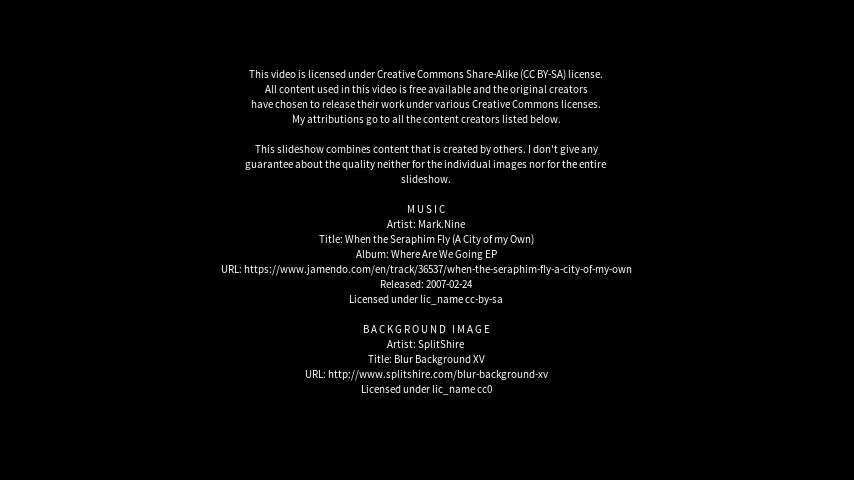 This video is licensed under Creative Commons Share-Alike (CC BY-SA) license.
All content used in this video is free available and the original creators
have chosen to release their work under various Creative Commons licenses.
My attributions go to all the content creators listed below.
This slideshow combines content that is created by others. I don't give any
guarantee about the quality neither for the individual images nor for the entire
slideshow.
MUSIC
Artist: Mark.Nine
Title: When the Seraphim Fly (A City of my Own)
Album: Where Are We Going EP
URL: https://www.jamendo.com/en/track/36537/when-the-seraphim-fly-a-city-of-my-own
Released: 2007-02-24
Licensed under lic_name cc-by-sa
BACKGROUND IMAGE
Artist: SplitShire
Title: Blur Background XV
URL: http://www.splitshire.com/blur-background-xv
Licensed under lic_name cc0